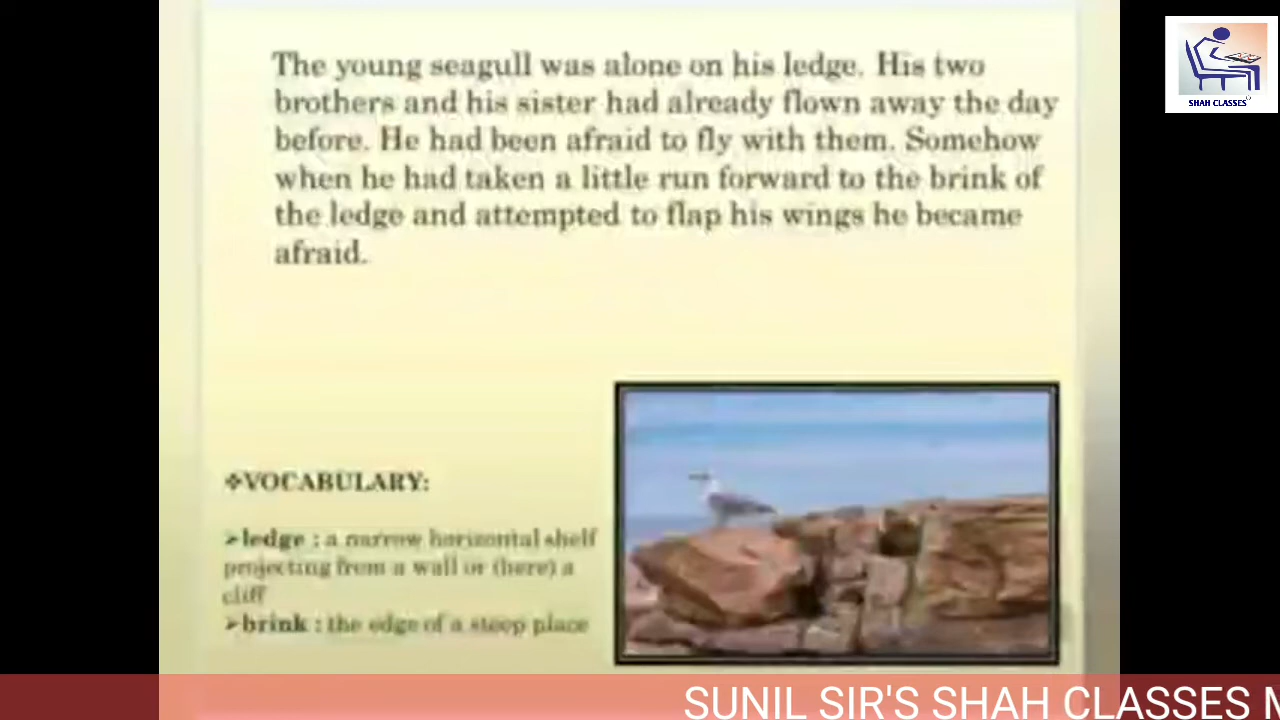 The young seagull was alone on his ledge. His two
brothers and his sister had already flown away the day
before. He had been afraid to fly with them. Somehow
when he had taken a little run forward to the brink of
the ledge and attempted to flap his wings he became
afraid.
SHAH CLASSES
❖VOCABULARY:
➢ledge : a narrow horizontal shelf
projecting from a wall or (here) a
cliff
➢brink : the edge of a steep place
SUNIL SIR'S SHAH CLASSES M